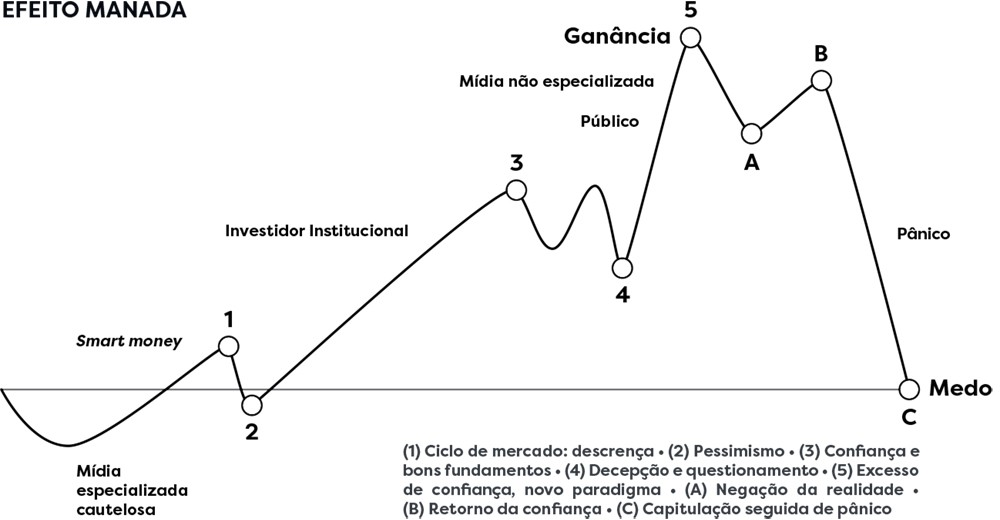 EFEITO MANADA
5
Ganância
B
Mídia não especializada
Público
A
3
Investidor Institucional
Pânico
4
1
Smart money
Medo
C
2
(1) Ciclo de mercado: descrença • (2) Pessimismo • (3) Confiança e
bons fundamentos • (4) Decepção e questionamento • (5) Excesso
de confiança, novo paradigma • (A) Negação da realidade •
(B) Retorno da confiança • (C) Capitulação seguida de pânico
Mídia
especializada
cautelosa